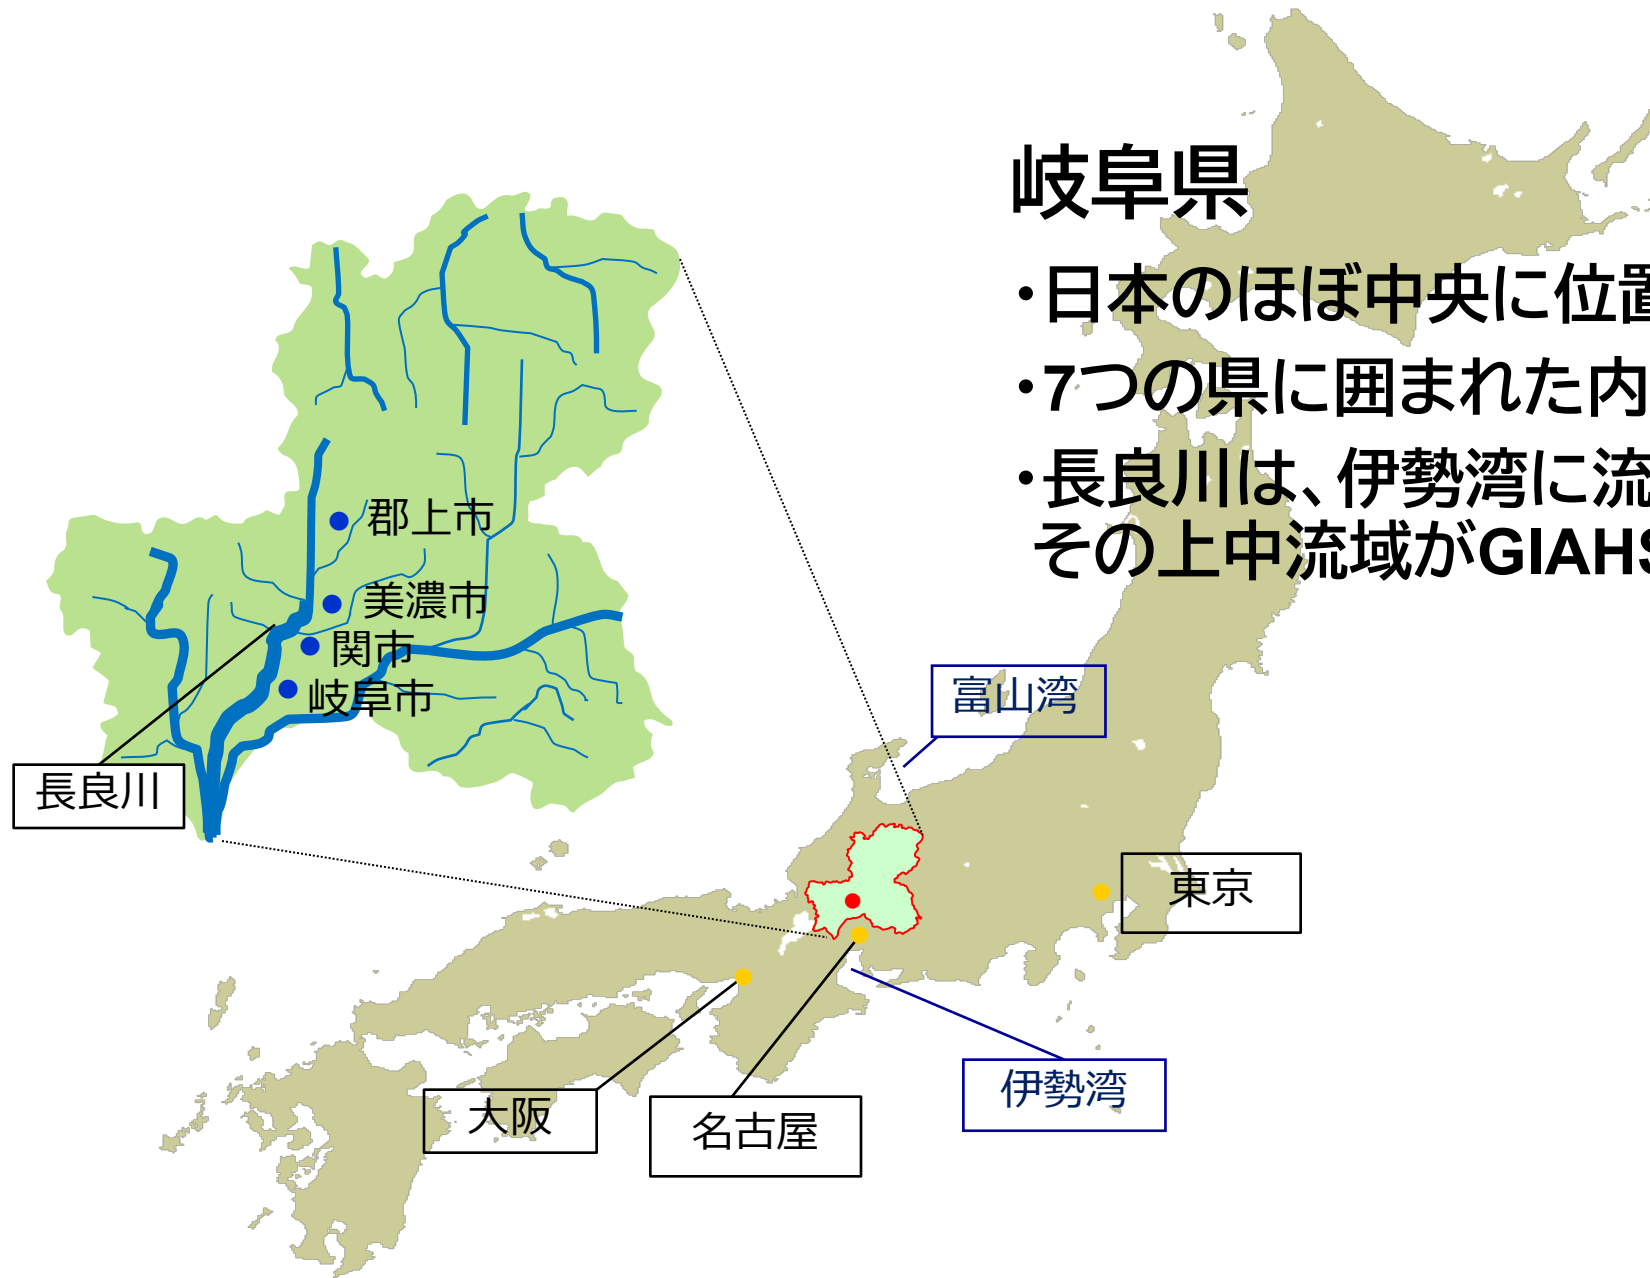 岐阜県
・日本のほぼ中央に位置
・7つの県に囲まれた内
・長良川は、伊勢湾に流
その上中流域がGIAHS
郡上市
美濃市
関市
岐阜市
長良川
富山湾
東京
伊勢湾
大阪
名古屋